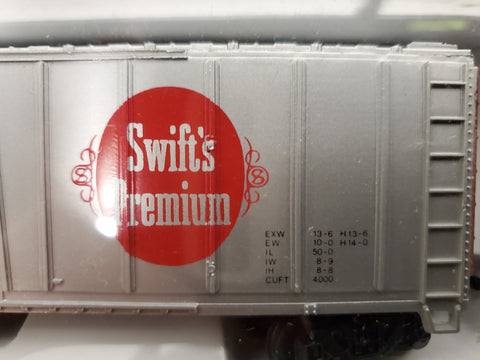 Swift's
Premium
EXW 13-6 H.13-6
EW 10-0 H14-0
IL 50-0
IW 8-9
IH 8-8
CUFT 4000